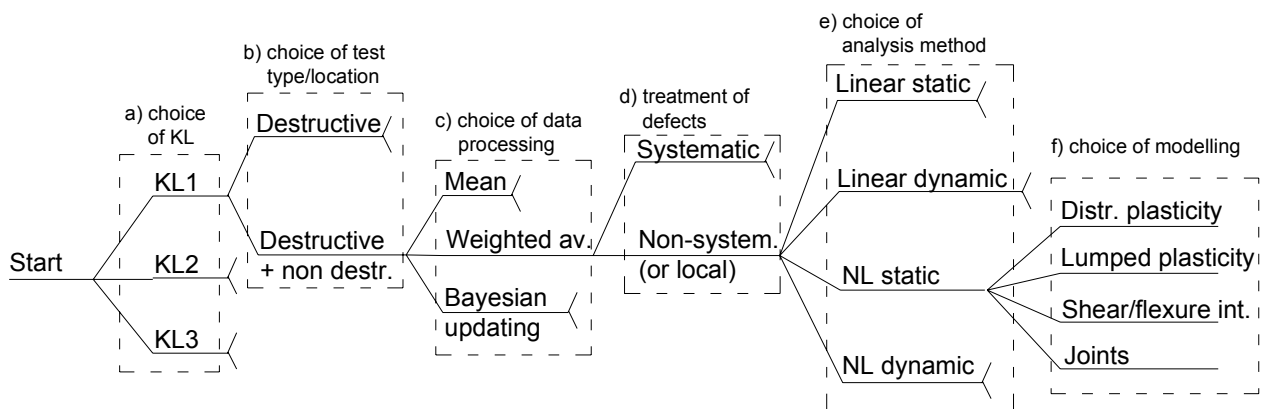 a) choice
of KL
b) choice of test
type/location
c) choice of data
processing
d) treatment of
defects
e) choice of
analysis method
f) choice of modelling
Start
KL1
KL2
KL3
Destructive
Destructive
+ non destr.
Mean
Weighted av.
Bayesian
updating
Systematic
Non-system.
(or local)
Linear static
Linear dynamic
NL static
NL dynamic
Distr. plasticity
Lumped plasticity
Shear/flexure int.
Joints